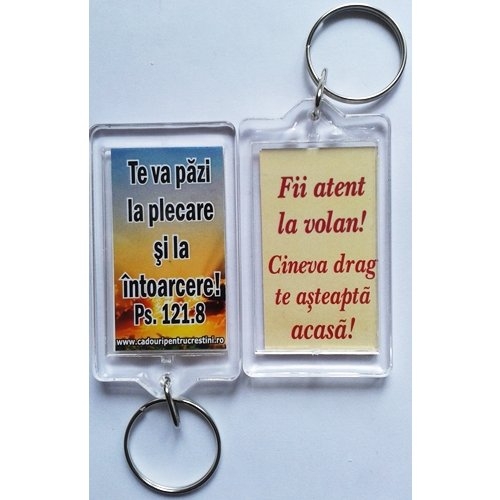 Te va păzi
la plecare
şi la
întoarcere!
Ps. 121.8
www.cadouripentrucrestini.ro
Fii atent
la volan!
Cineva drag
te aşteaptă
acasă!